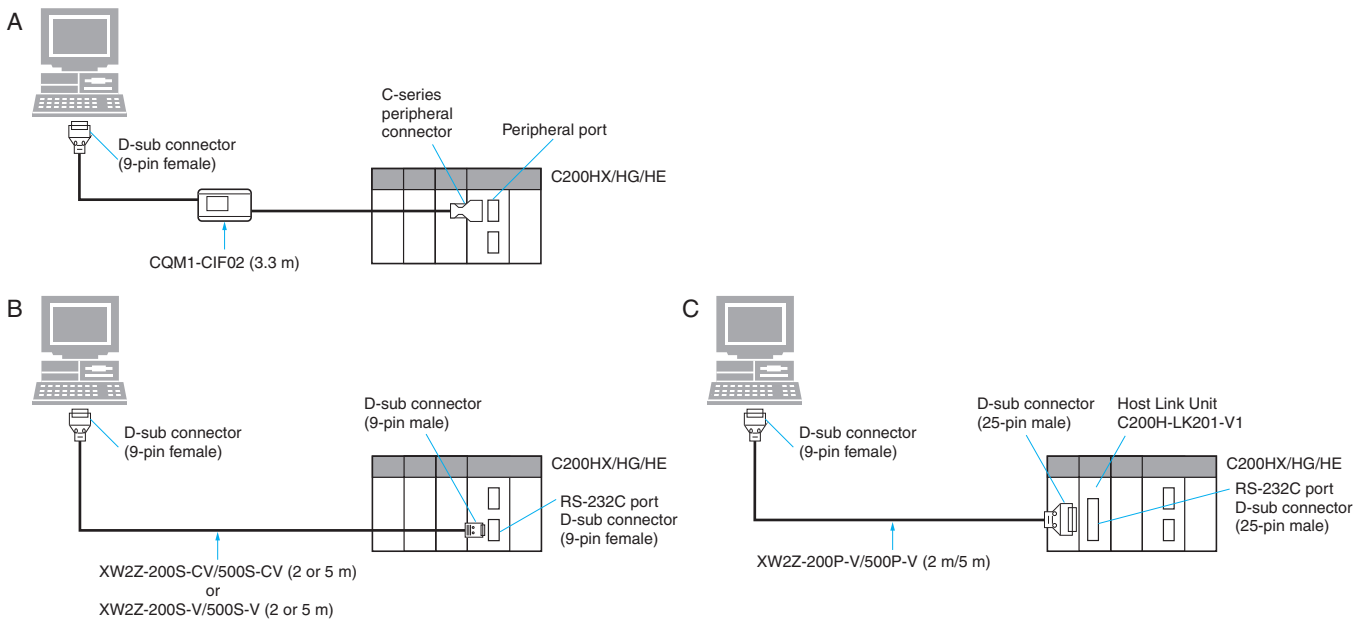 A
C-series
peripheral
connector
Peripheral port
D-sub connector
(9-pin female)
C200HX/HG/HE
CQM1-CIF02 (3.3 m)
B
D-sub connector
(9-pin male)
D-sub connector
(9-pin female)
C200HX/HG/HE
RS-232C port
D-sub connector
(9-pin female)
XW2Z-200S-CV/500S-CV (2 or 5 m)
or
XW2Z-200S-V/500S-V (2 or 5 m)
C
D-sub connector
(25-pin male)
Host Link Unit
C200H-LK201-V1
D-sub connector
(9-pin female)
C200HX/HG/HE
RS-232C port
D-sub connector
(25-pin male)
XW2Z-200P-V/500P-V (2 m/5 m)